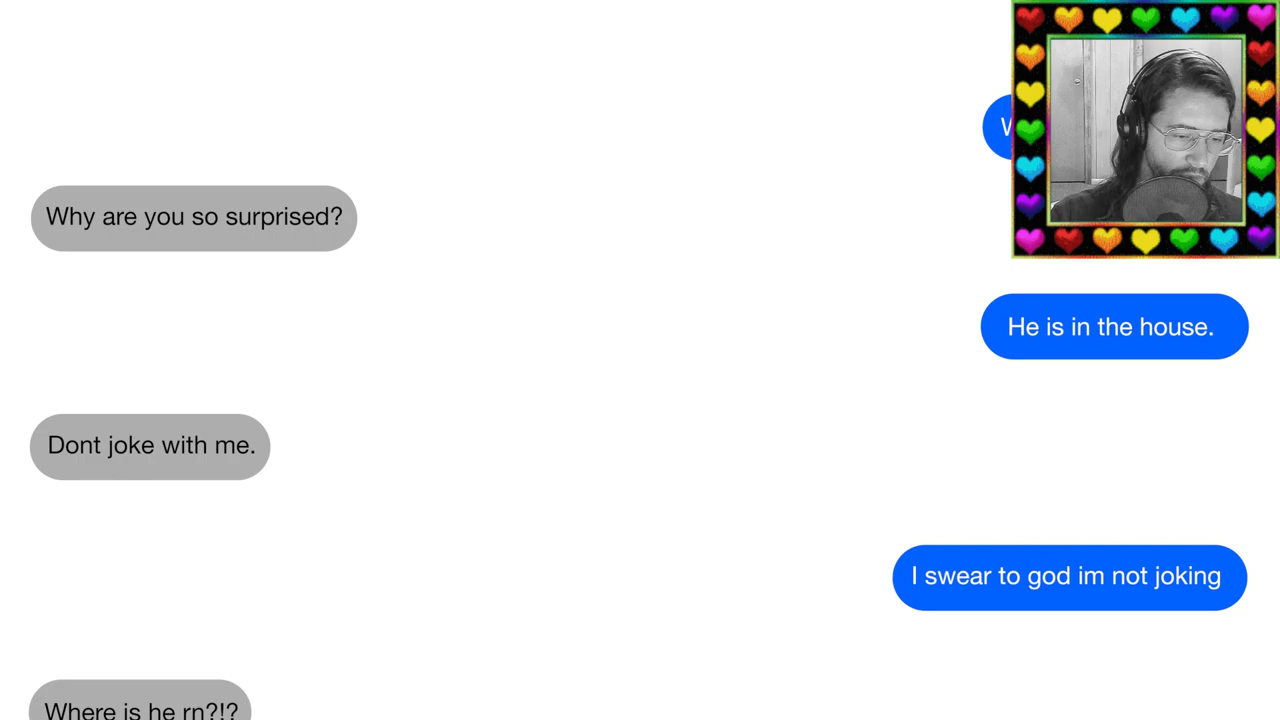 Why are you so surprised?
He is in the house.
Dont joke with me.
I swear to god im not joking
Where is he rn?!?